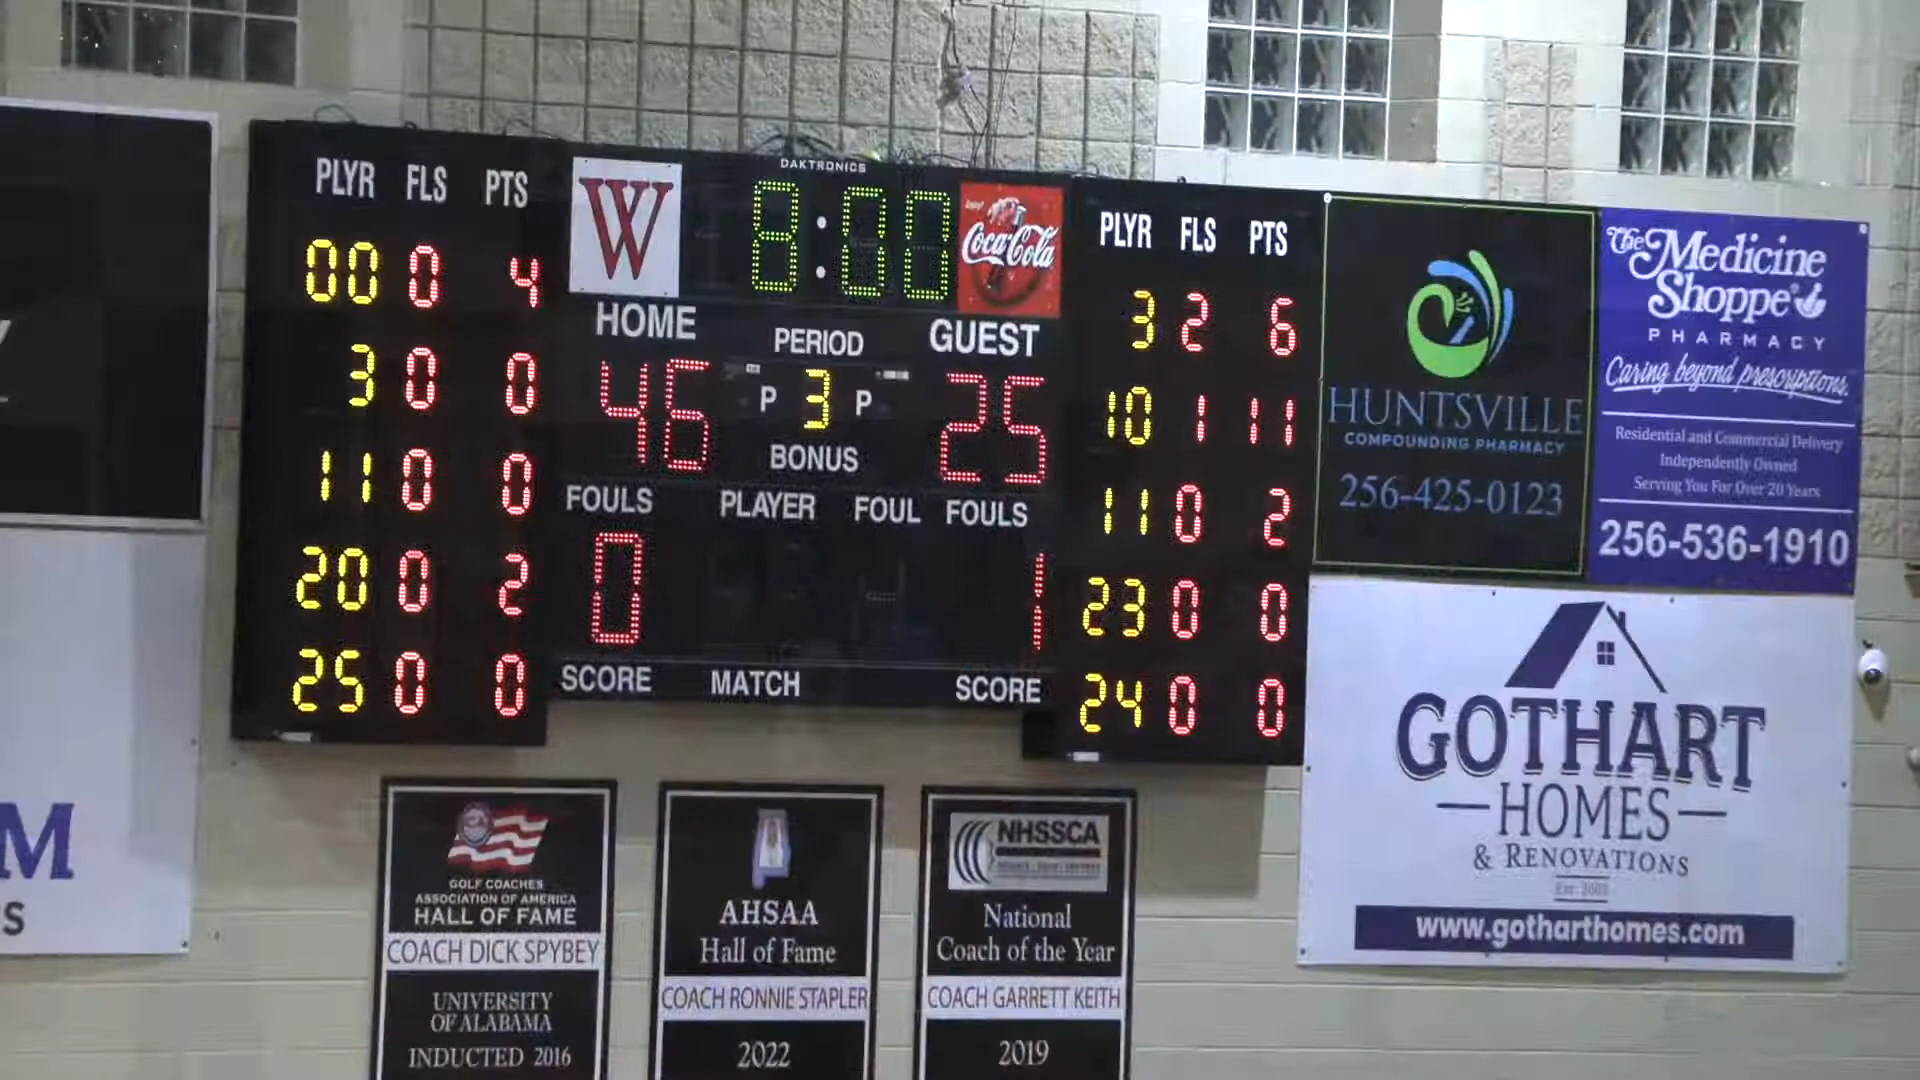 DAKTRONICS
PLYR FLS PTS
00 0 4
3 0 0
11 0 0
20 0 2
25 0 0
W
8:00
Enjoy!
Coca-Cola
HOME
PERIOD
GUEST
46
P 3 P
25
BONUS
FOULS PLAYER FOUL FOULS
0
1
SCORE MATCH SCORE
PLYR FLS PTS
3 2 6
10 1 11
11 0 2
23 0 0
24 0 0
HUNTSVILLE
COMPOUNDING PHARMACY
256-425-0123
The Medicine
Shoppe
PHARMACY
Caring beyond prescriptions.
Residential and Commercial Delivery
Independently Owned
Serving You For Over 20 Years
256-536-1910
GOTHART
HOMES
& RENOVATIONS
www.gotharthomes.com
M
S
GOLF COACHES
ASSOCIATION OF AMERICA
HALL OF FAME
COACH DICK SPYBEY
UNIVERSITY
OF ALABAMA
INDUCTED 2016
AHSAA
Hall of Fame
COACH RONNIE STAPLER
2022
NHSSCA
National
Coach of the Year
COACH GARRETT KEITH
2019